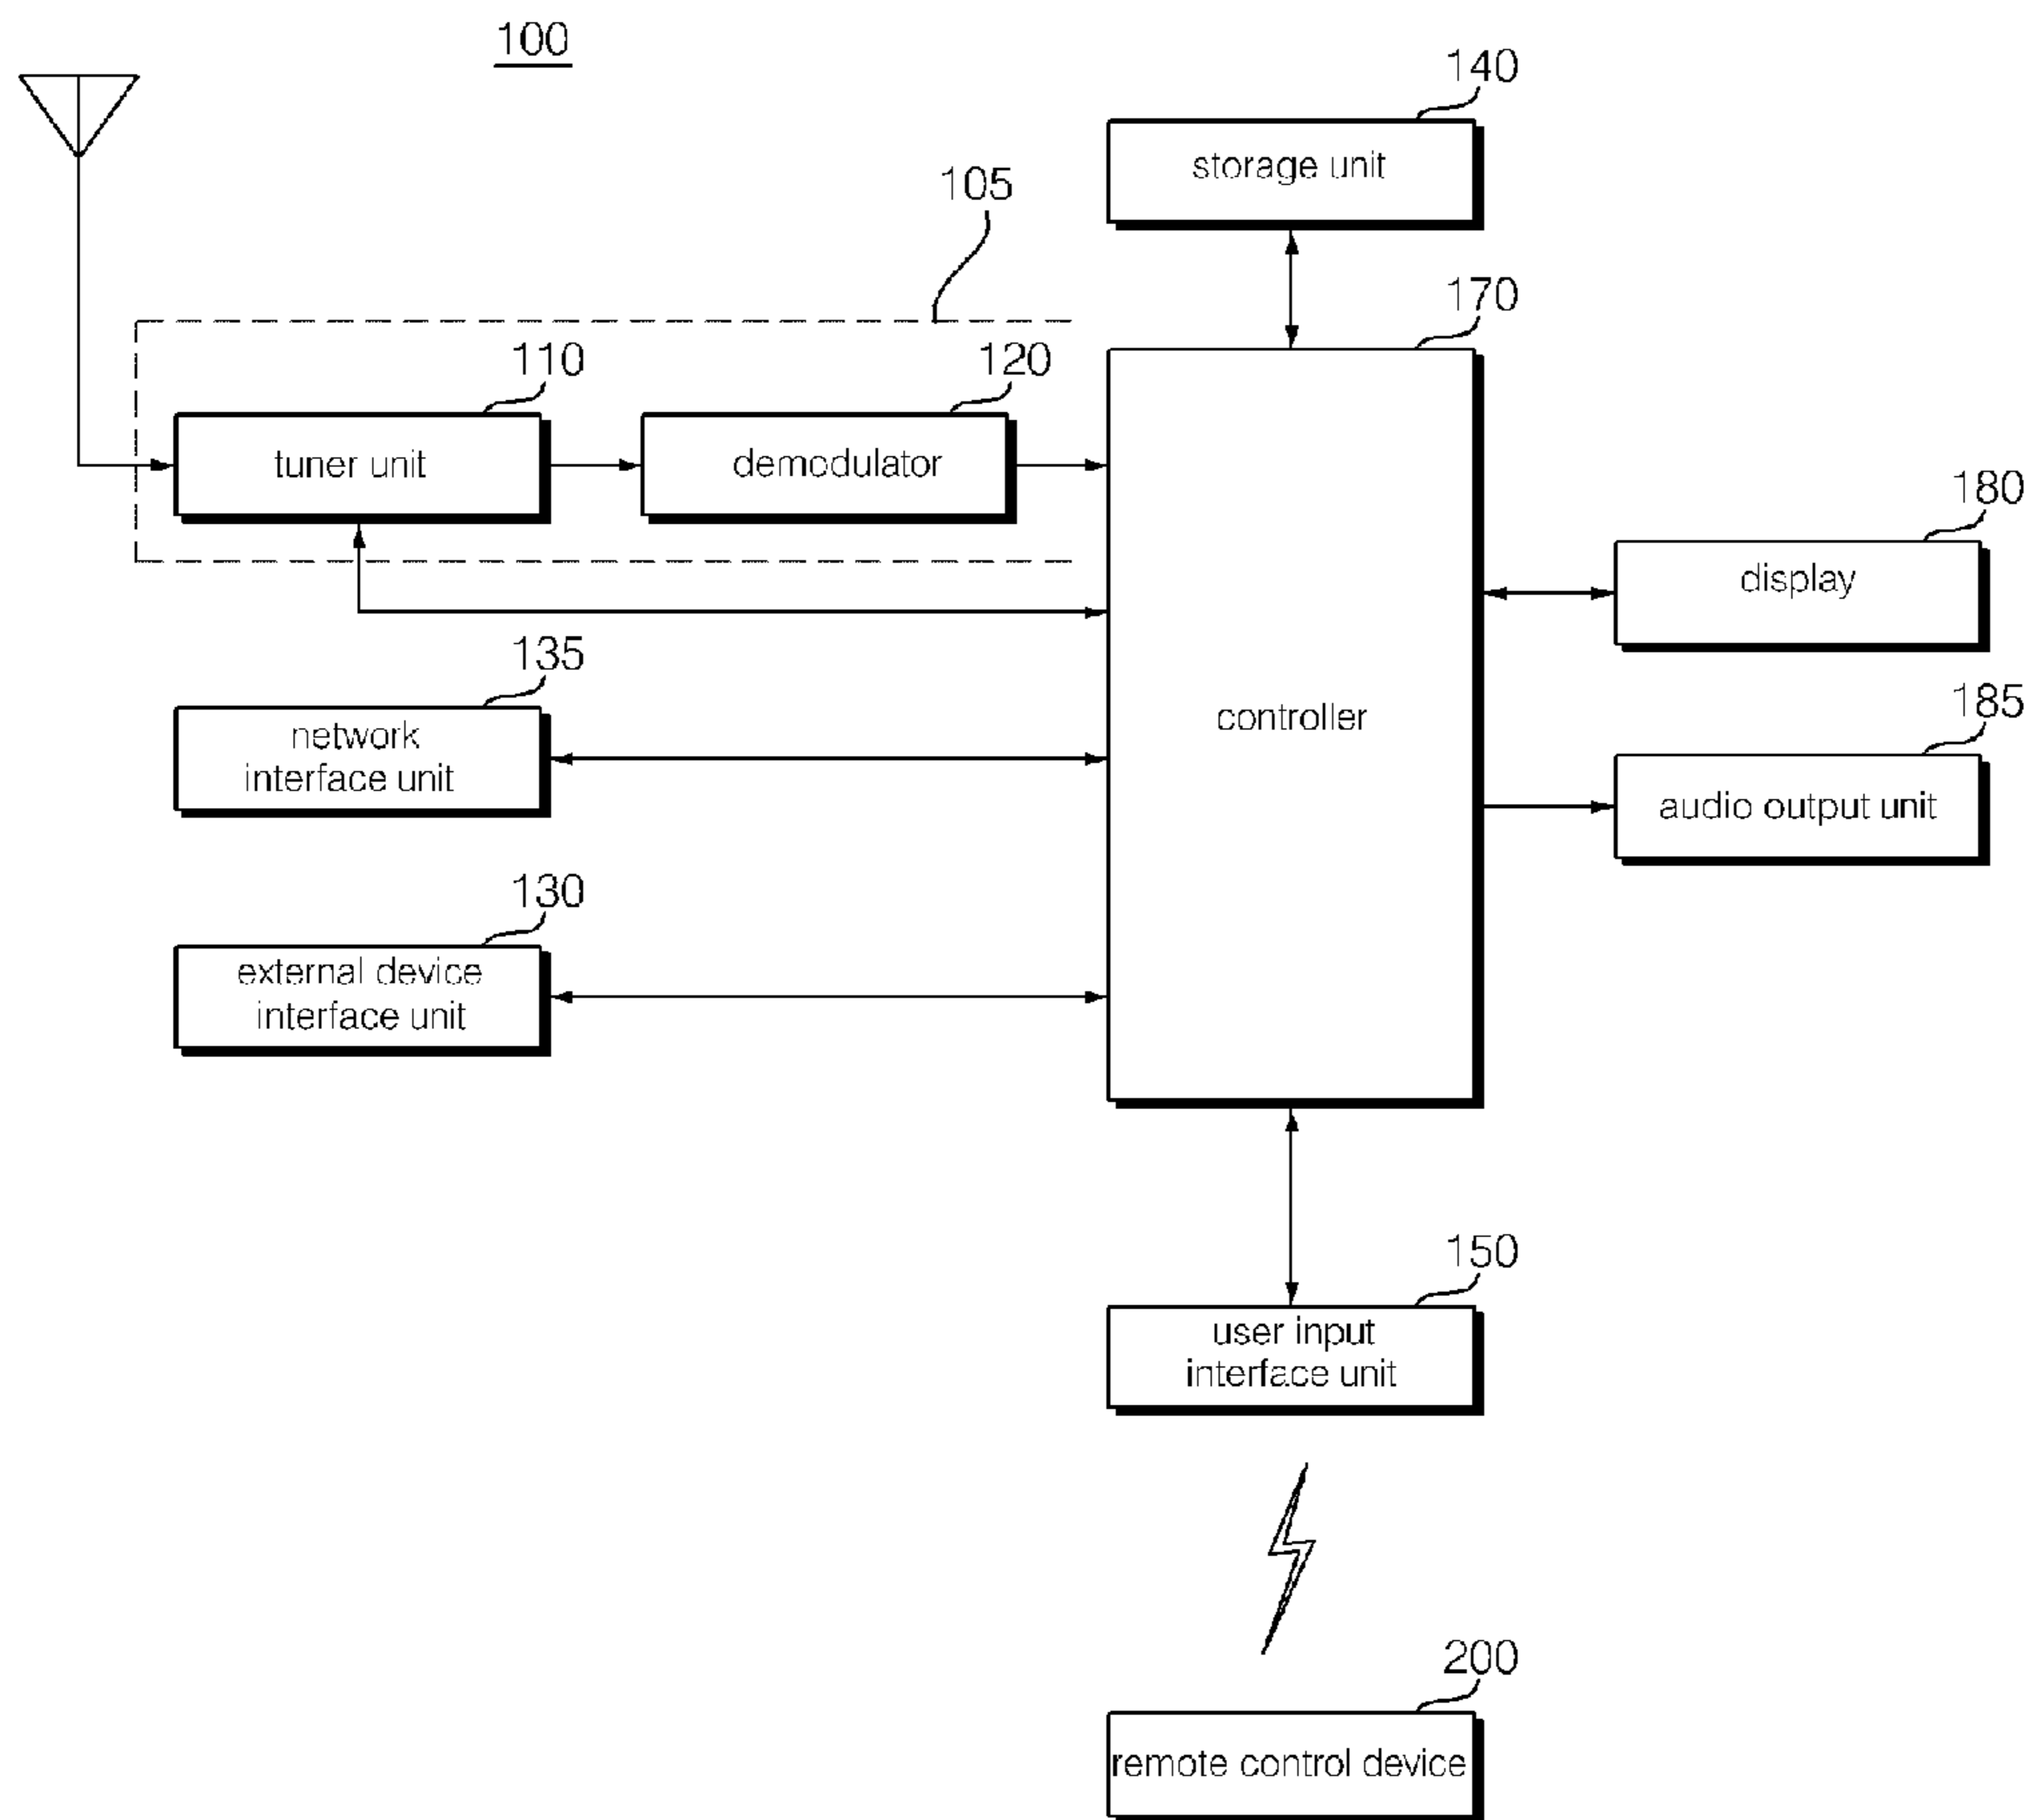 100
140
storage unit
105
170
110
120
tuner unit
demodulator
180
display
135
network
interface unit
controller
185
audio output unit
130
external device
interface unit
150
user input
interface unit
200
remote control device